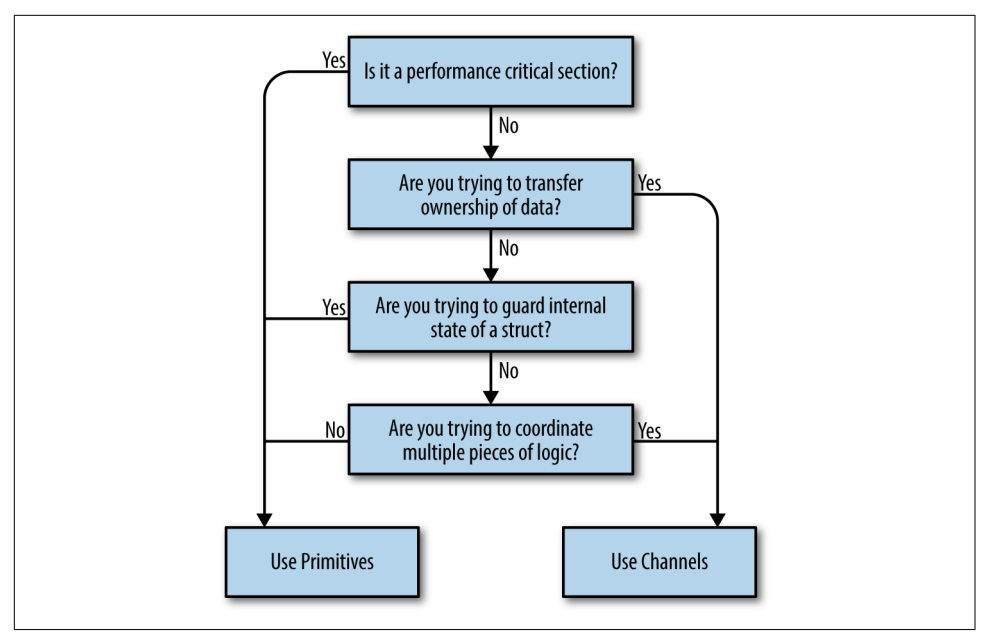 Yes
Is it a performance critical section?
No
Are you trying to transfer
ownership of data?
Yes
No
Yes
Are you trying to guard internal
state of a struct?
No
No
Are you trying to coordinate
multiple pieces of logic?
Yes
Use Primitives
Use Channels